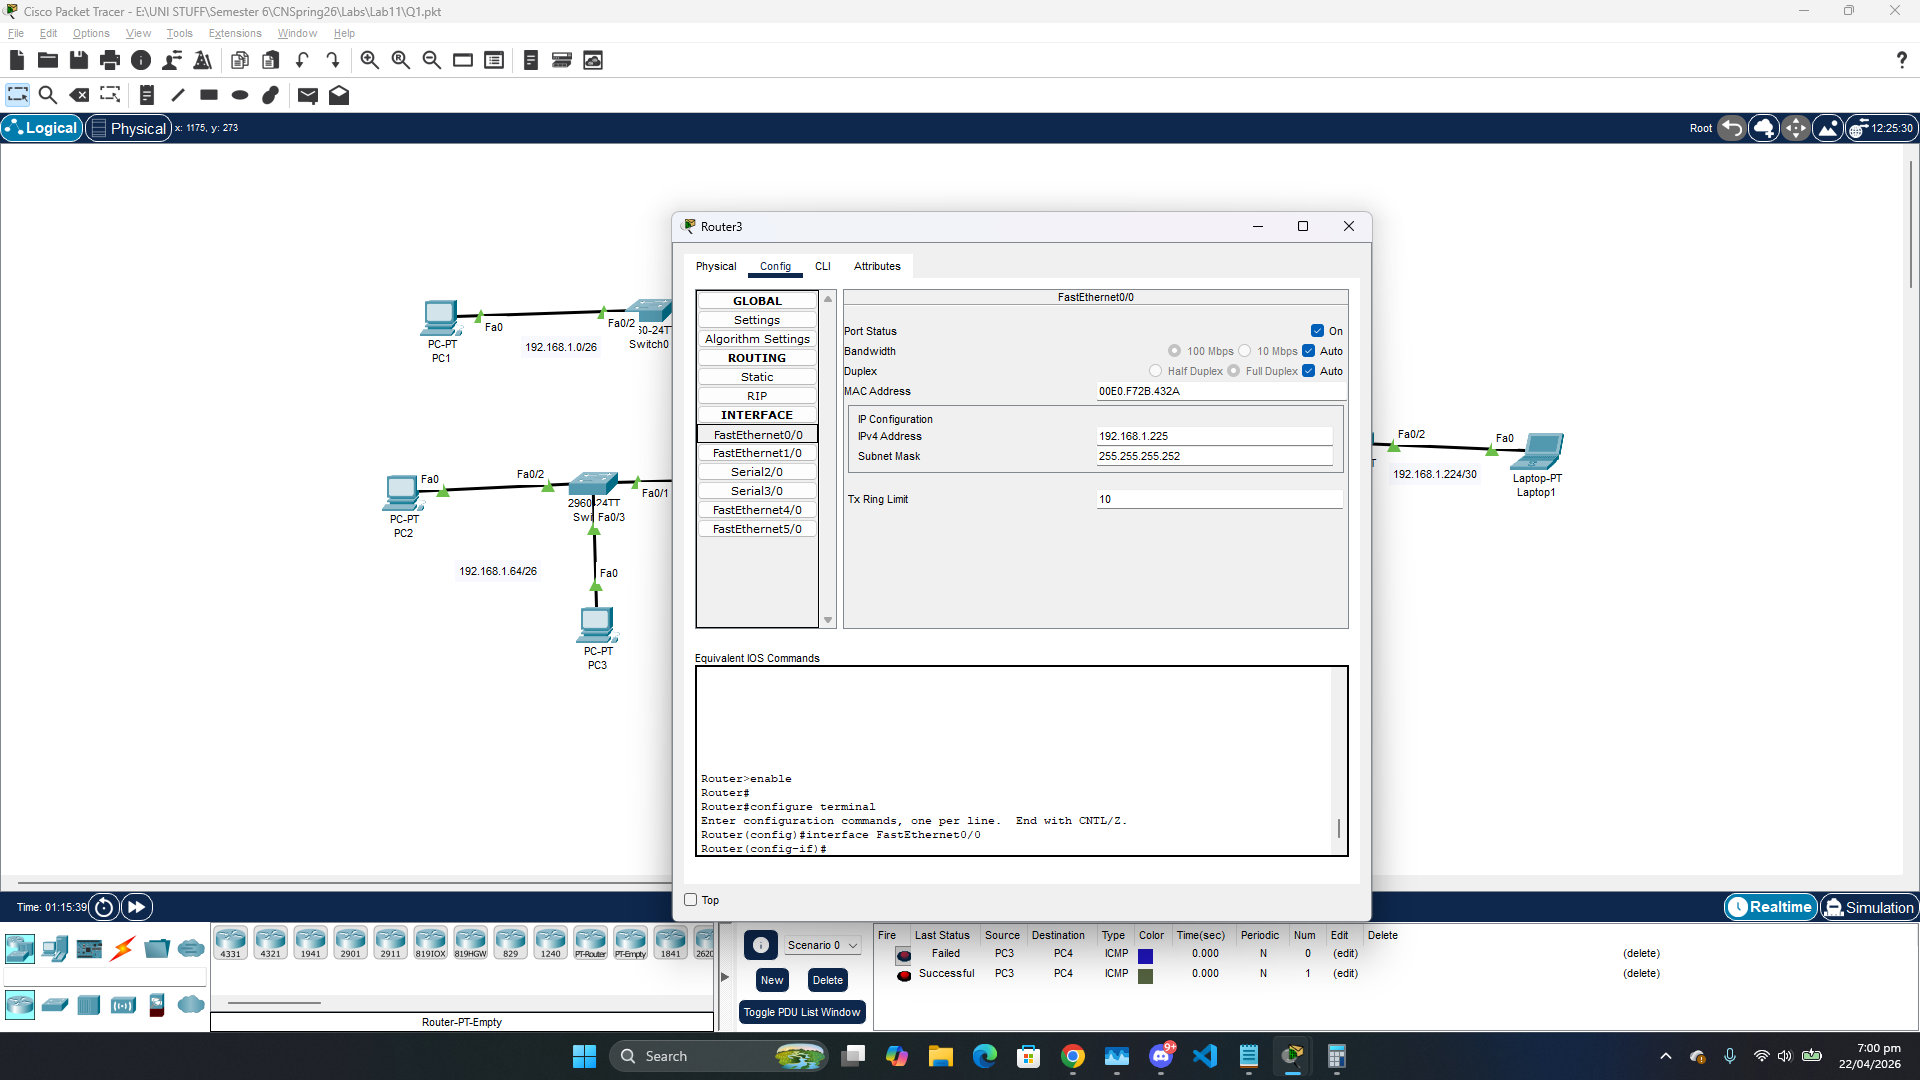 Cisco Packet Tracer - E:\UNI STUFF\Semester 6\CNSpring26\Labs\Lab11\Q1.pkt
File Edit Options View Tools Extensions Window Help
Logical Physical x: 1175, y: 273 Root 12:25:30
Router3
Physical Config CLI Attributes
GLOBAL
Settings
Algorithm Settings
ROUTING
Static
RIP
INTERFACE
FastEthernet0/0
FastEthernet1/0
Serial2/0
Serial3/0
FastEthernet4/0
FastEthernet5/0
FastEthernet0/0
Port Status On
Bandwidth 100 Mbps 10 Mbps Auto
Duplex Half Duplex Full Duplex Auto
MAC Address 00E0.F72B.432A
IP Configuration
IPv4 Address 192.168.1.225
Subnet Mask 255.255.255.252
Tx Ring Limit 10
Equivalent IOS Commands
Router>enable
Router#
Router#configure terminal
Enter configuration commands, one per line. End with CNTL/Z.
Router(config)#interface FastEthernet0/0
Router(config-if)#
Top
Fa0
Fa0/2
60-24TT
Switch0
PC-PT
PC1
192.168.1.0/26
Fa0
Fa0/2
Fa0/1
PC-PT
PC2
2960-24TT
Swi
Fa0/3
192.168.1.64/26
Fa0
PC-PT
PC3
Fa0/2
Fa0
T
192.168.1.224/30
Laptop-PT
Laptop1
Time: 01:15:39
Realtime Simulation
4331 4321 1941 2901 2911 819IOX 819HGW 829 1240 PT-Router PT-Empty 1841 2620
Router-PT-Empty
Scenario 0
New Delete
Toggle PDU List Window
Fire Last Status Source Destination Type Color Time(sec) Periodic Num Edit Delete
Failed PC3 PC4 ICMP 0.000 N 0 (edit) (delete)
Successful PC3 PC4 ICMP 0.000 N 1 (edit) (delete)
Search
9+
7:00 pm
22/04/2026